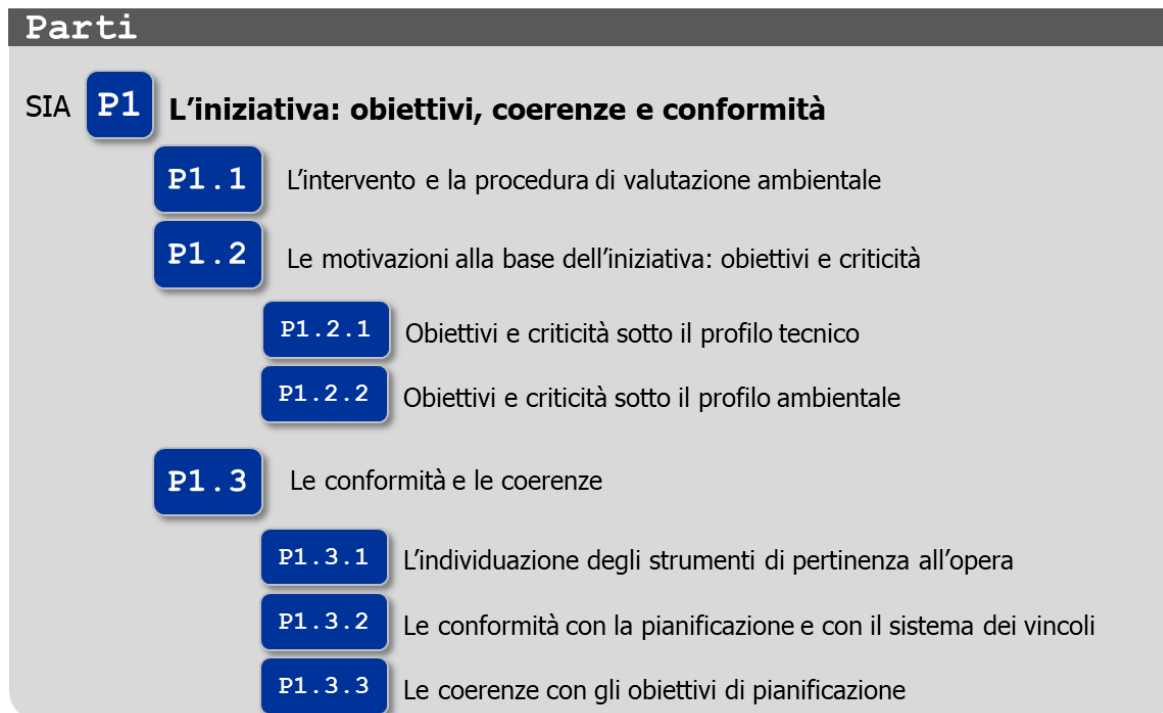 Parti
SIA P1 L’iniziativa: obiettivi, coerenze e conformità
P1.1 L’intervento e la procedura di valutazione ambientale
P1.2 Le motivazioni alla base dell’iniziativa: obiettivi e criticità
P1.2.1 Obiettivi e criticità sotto il profilo tecnico
P1.2.2 Obiettivi e criticità sotto il profilo ambientale
P1.3 Le conformità e le coerenze
P1.3.1 L’individuazione degli strumenti di pertinenza all’opera
P1.3.2 Le conformità con la pianificazione e con il sistema dei vincoli
P1.3.3 Le coerenze con gli obiettivi di pianificazione